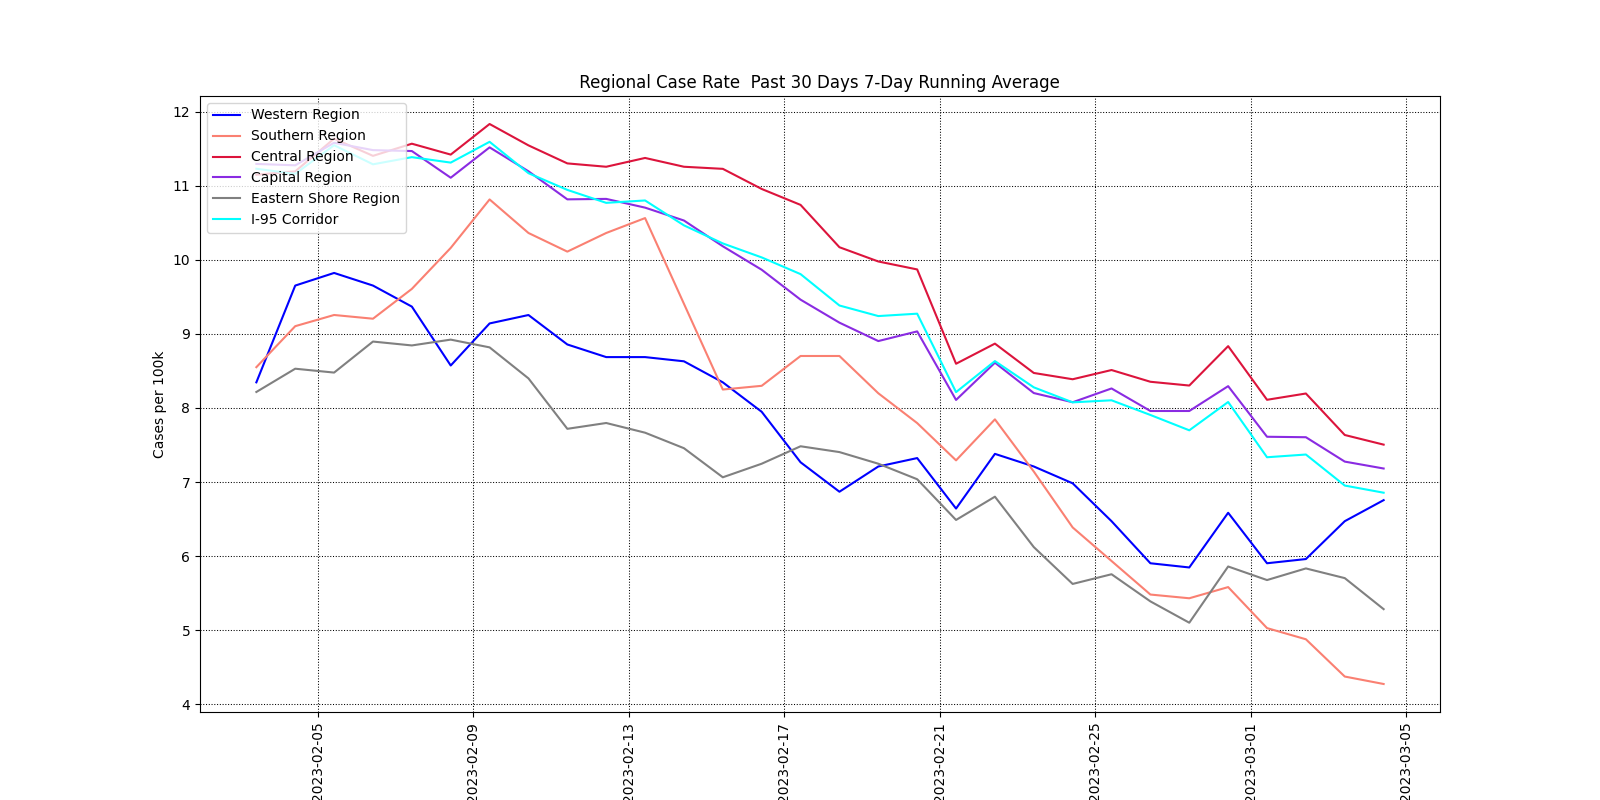 Regional Case Rate  Past 30 Days 7-Day Running Average
Western Region
Southern Region
Central Region
Capital Region
Eastern Shore Region
I-95 Corridor
Cases per 100k
12
11
10
9
8
7
6
5
4
2023-02-05
2023-02-09
2023-02-13
2023-02-17
2023-02-21
2023-02-25
2023-03-01
2023-03-05